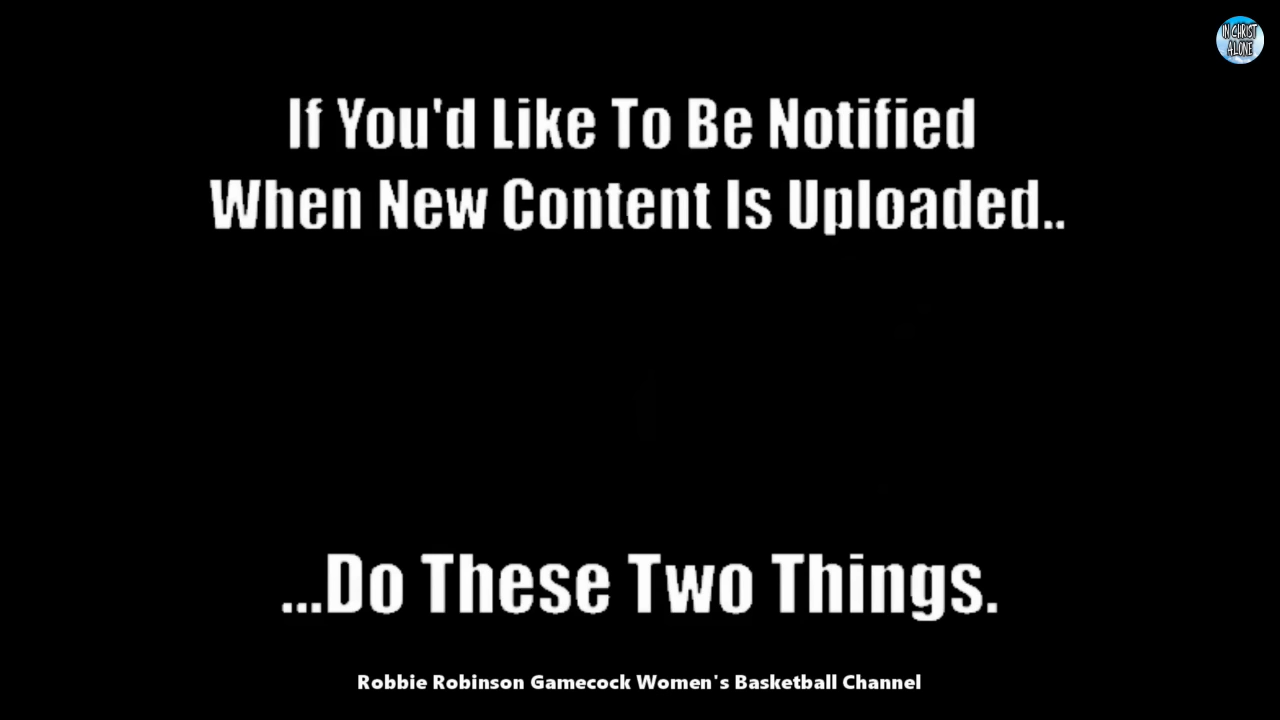 IN CHRIST
ALONE
If You'd Like To Be Notified
When New Content Is Uploaded..
...Do These Two Things.
Robbie Robinson Gamecock Women's Basketball Channel